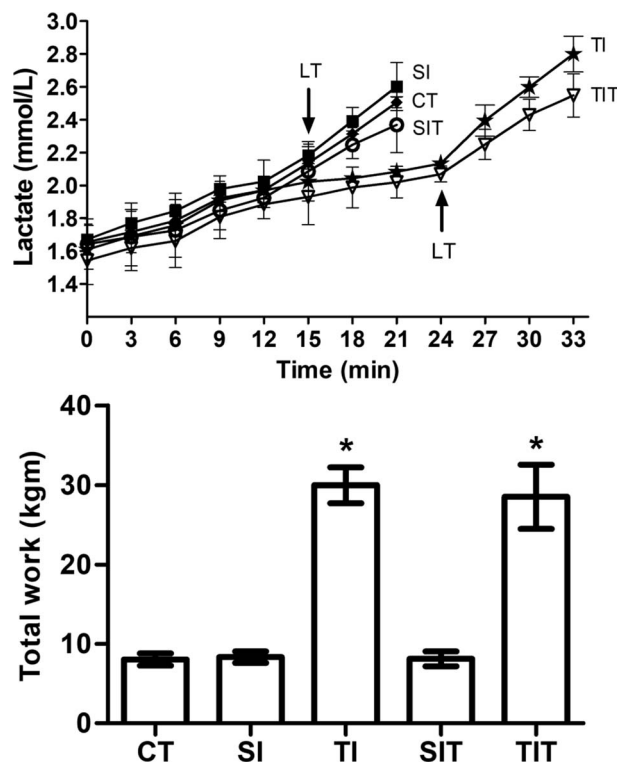 3.0
2.8
2.6
2.4
2.2
2.0
1.8
1.6
1.4
Lactate (mmol/L)
LT
SI
CT
SIT
TI
TIT
LT
0 3 6 9 12 15 18 21 24 27 30 33
Time (min)
40
30
20
10
0
Total work (kgm)
* *
CT SI TI SIT TIT